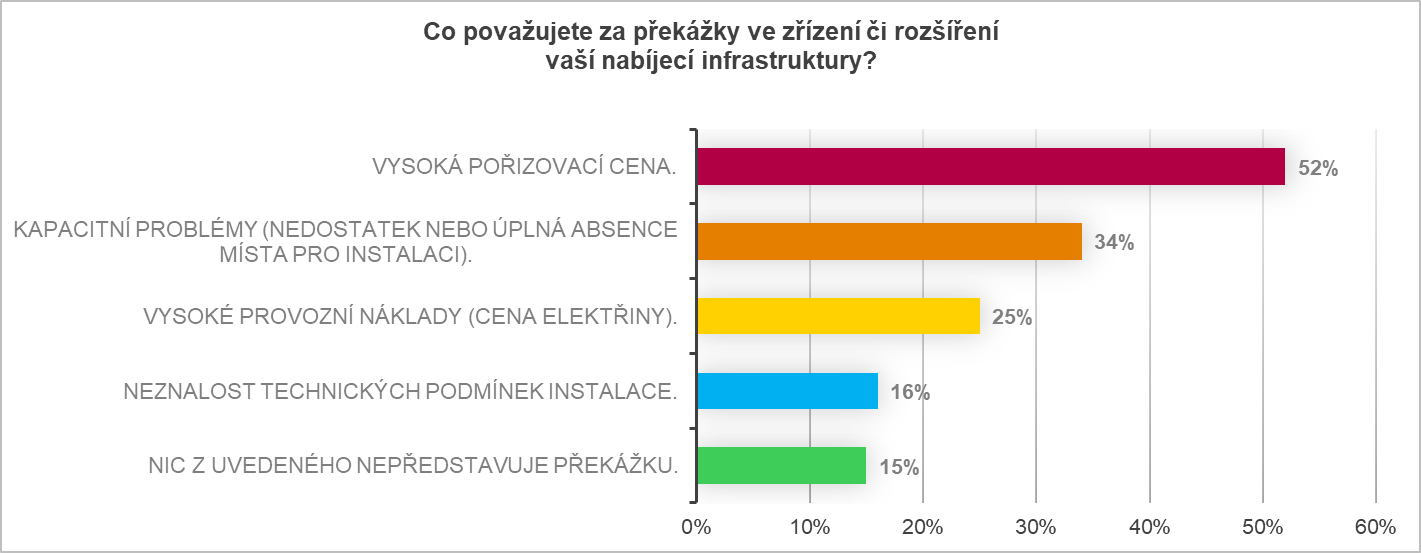 Co považujete za překážky ve zřízení či rozšíření
vaší nabíjecí infrastruktury?
VYSOKÁ POŘIZOVACÍ CENA.
52%
KAPACITNÍ PROBLÉMY (NEDOSTATEK NEBO ÚPLNÁ ABSENCE
MÍSTA PRO INSTALACI).
34%
VYSOKÉ PROVOZNÍ NÁKLADY (CENA ELEKTŘINY).
25%
NEZNALOST TECHNICKÝCH PODMÍNEK INSTALACE.
16%
NIC Z UVEDENÉHO NEPŘEDSTAVUJE PŘEKÁŽKU.
15%
0% 10% 20% 30% 40% 50% 60%